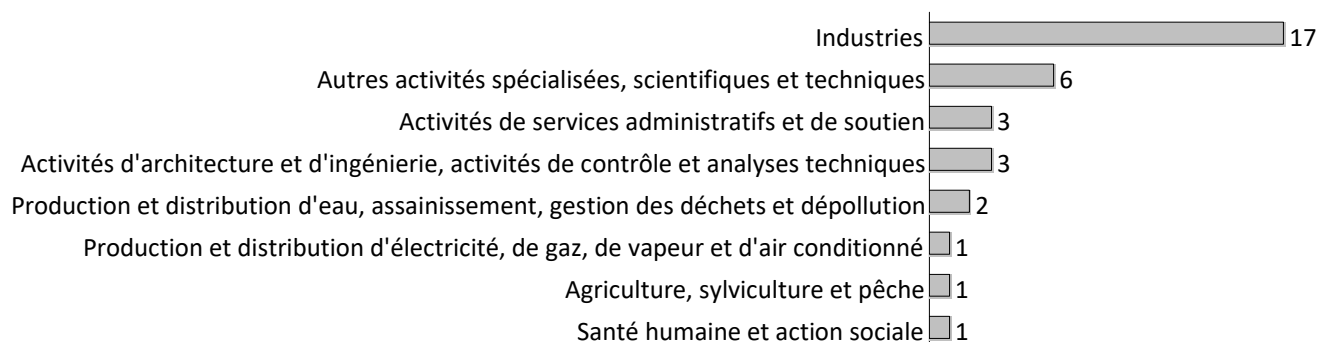 Industries 17
Autres activités spécialisées, scientifiques et techniques 6
Activités de services administratifs et de soutien 3
Activités d'architecture et d'ingénierie, activités de contrôle et analyses techniques 3
Production et distribution d'eau, assainissement, gestion des déchets et dépollution 2
Production et distribution d'électricité, de gaz, de vapeur et d'air conditionné 1
Agriculture, sylviculture et pêche 1
Santé humaine et action sociale 1